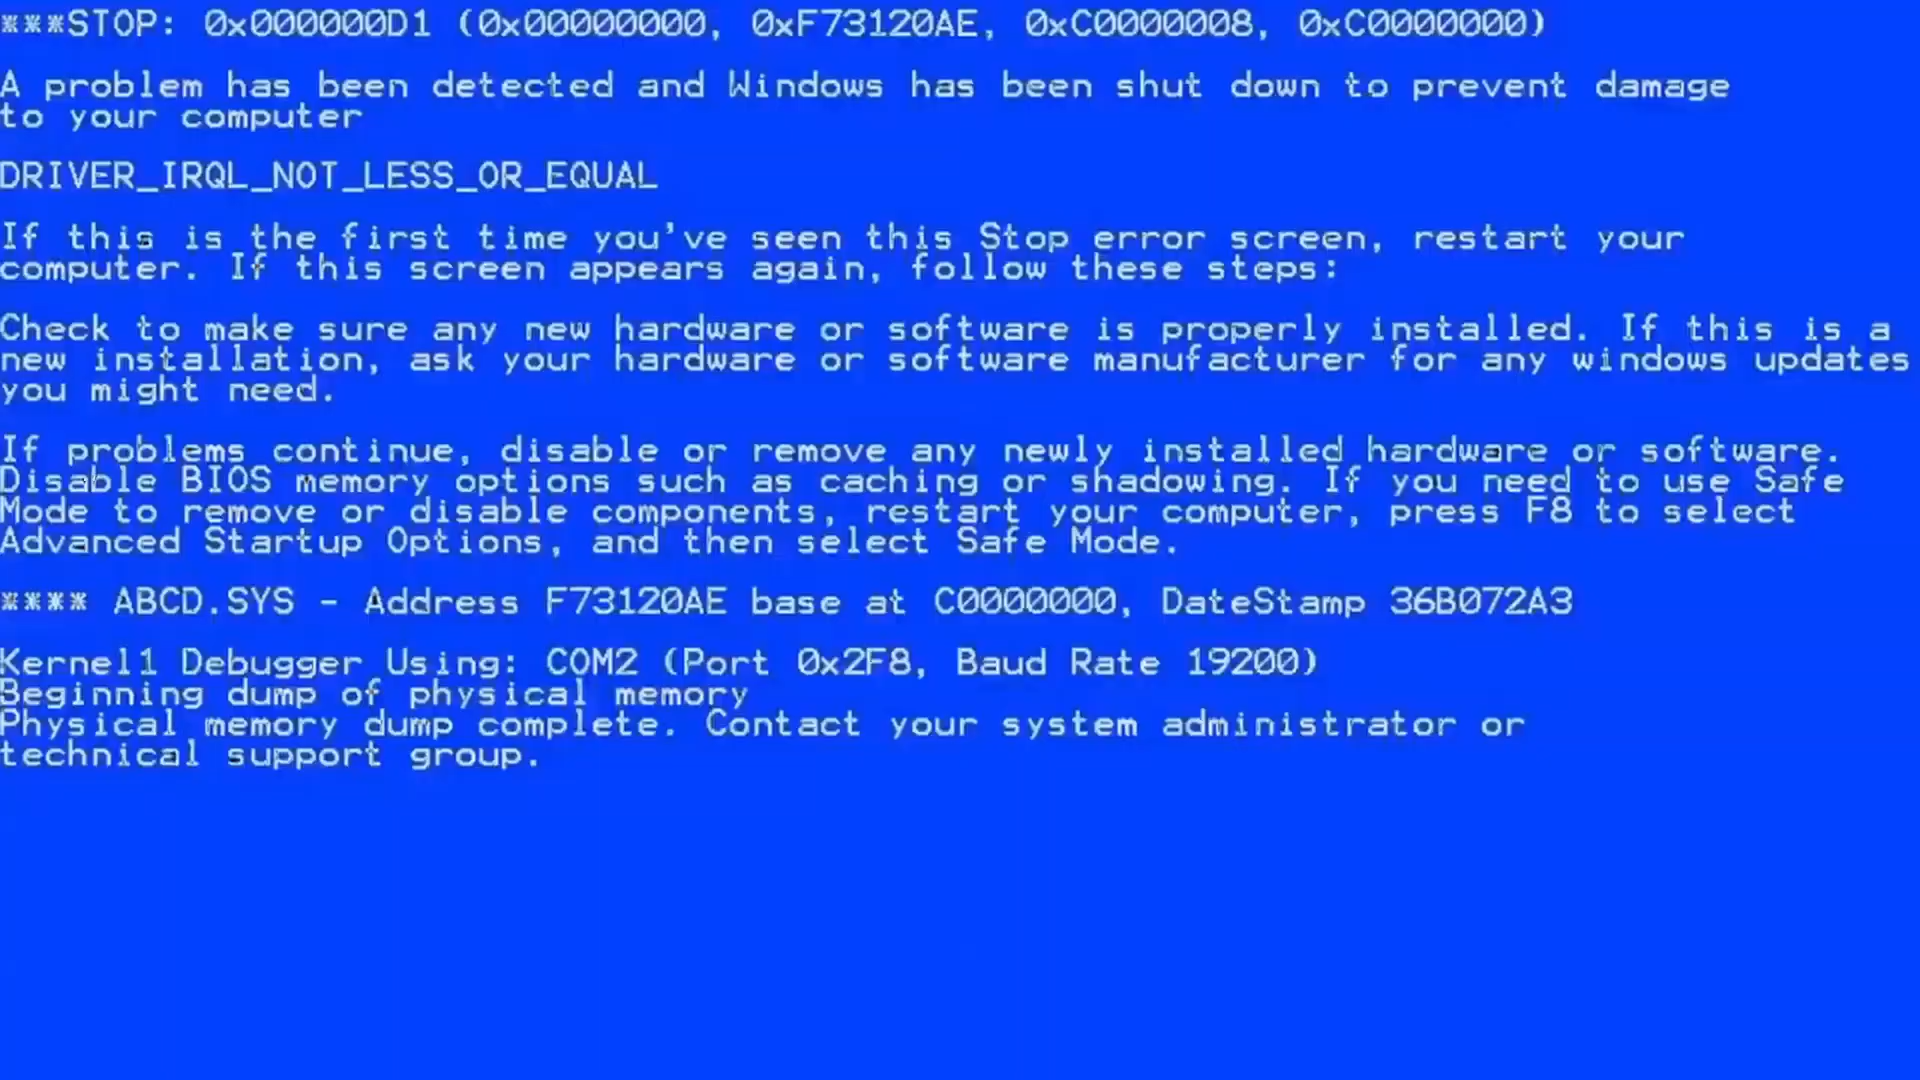 ***STOP: 0x000000D1 (0x00000000, 0xF73120AE, 0xC0000008, 0xC0000000)
A problem has been detected and Windows has been shut down to prevent damage
to your computer
DRIVER_IRQL_NOT_LESS_OR_EQUAL
If this is the first time you've seen this Stop error screen, restart your
computer. If this screen appears again, follow these steps:
Check to make sure any new hardware or software is properly installed. If this is a
new installation, ask your hardware or software manufacturer for any windows updates
you might need.
If problems continue, disable or remove any newly installed hardware or software.
Disable BIOS memory options such as caching or shadowing. If you need to use Safe
Mode to remove or disable components, restart your computer, press F8 to select
Advanced Startup Options, and then select Safe Mode.
**** ABCD.SYS - Address F73120AE base at C0000000, DateStamp 36B072A3
Kernel1 Debugger Using: COM2 (Port 0x2F8, Baud Rate 19200)
Beginning dump of physical memory
Physical memory dump complete. Contact your system administrator or
technical support group.